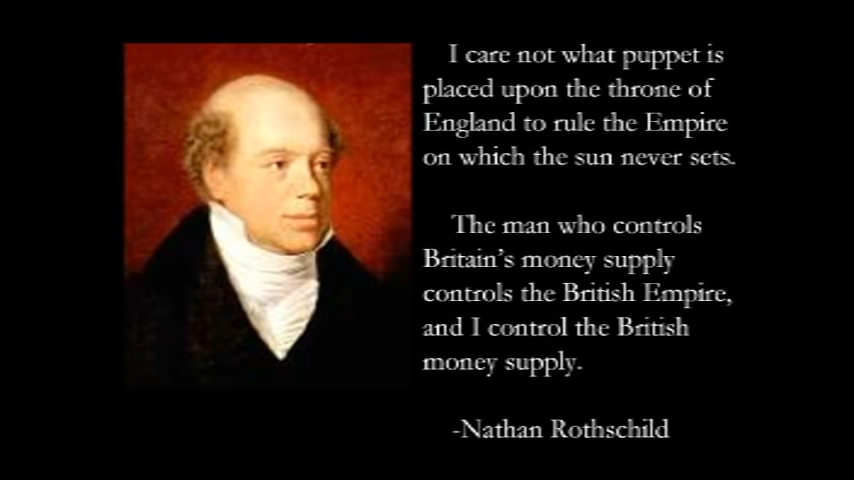 I care not what puppet is
placed upon the throne of
England to rule the Empire
on which the sun never sets.
The man who controls
Britain's money supply
controls the British Empire,
and I control the British
money supply.
-Nathan Rothschild